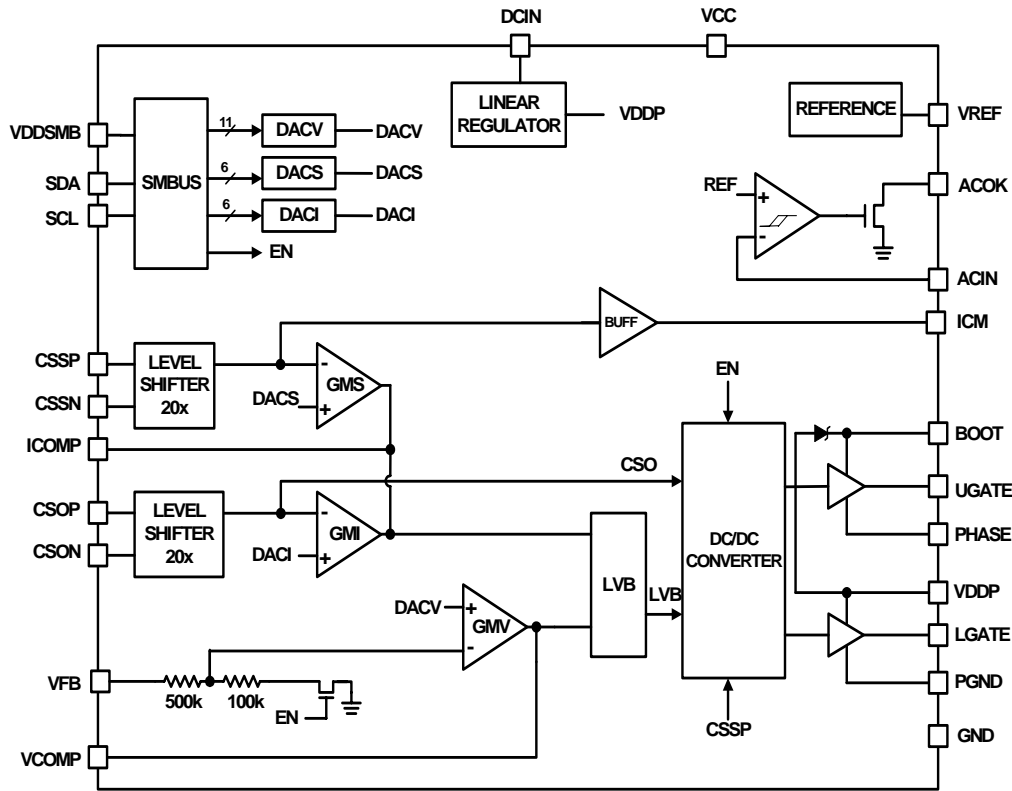 DCIN
VCC
LINEAR
REGULATOR
VDDP
REFERENCE
VREF
VDDSMB
SDA
SCL
SMBUS
11
DACV
DACV
6
DACS
DACS
6
DACI
DACI
EN
REF
+
-
ACOK
ACIN
BUFF
ICM
CSSP
CSSN
LEVEL
SHIFTER
20x
-
GMS
DACS
+
ICOMP
EN
CSOP
CSON
LEVEL
SHIFTER
20x
CSO
-
GMI
DACI
+
LVB
LVB
DC/DC
CONVERTER
BOOT
UGATE
PHASE
VDDP
LGATE
PGND
GND
DACV
+
GMV
-
VFB
500k
100k
EN
CSSP
VCOMP